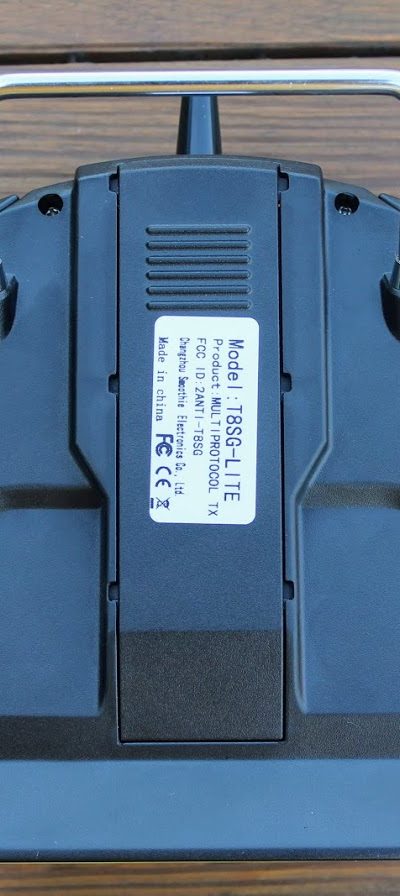 Model:T8SG-LITE
Product:MULTIPROTOCOL TX
FCC ID:2ANTI-T8SG
Changzhou Smoothie Electronics Co., Ltd.
Made in china FC CE